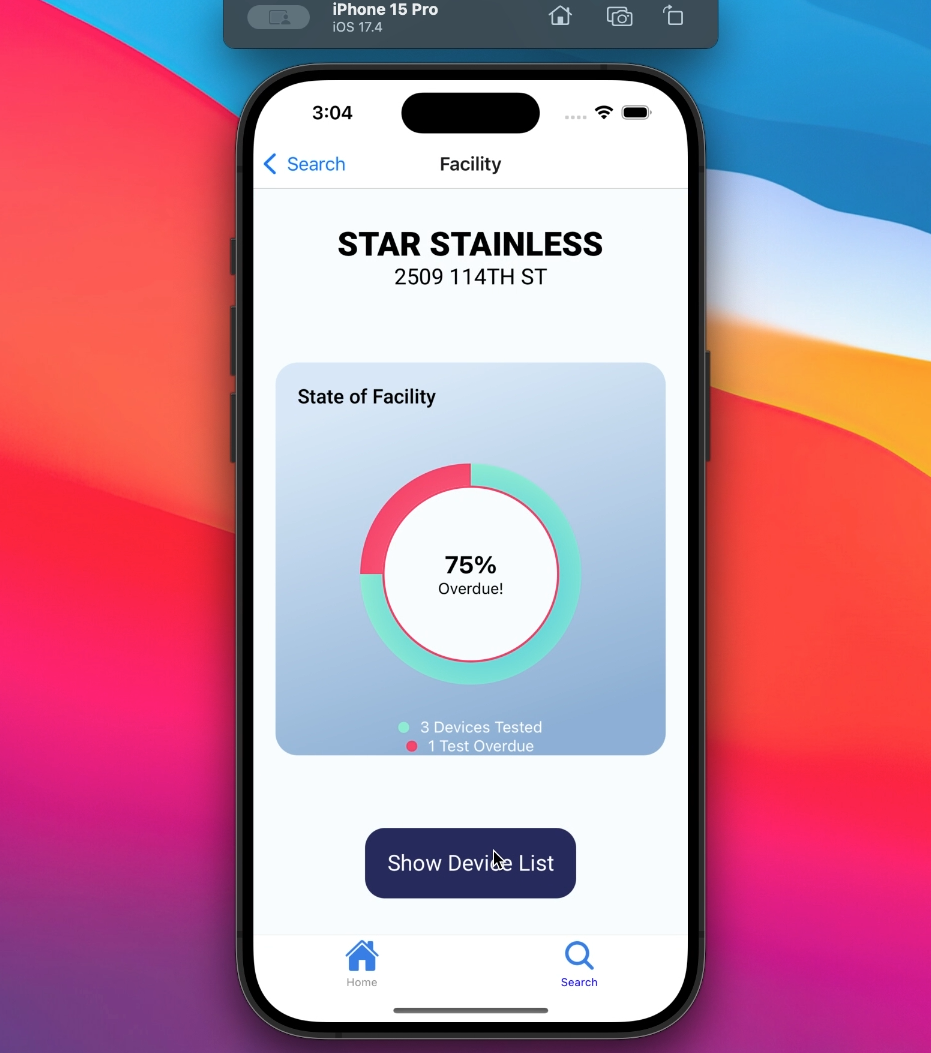 iPhone 15 Pro
iOS 17.4
3:04
Search
Facility
STAR STAINLESS
2509 114TH ST
State of Facility
75%
Overdue!
3 Devices Tested
1 Test Overdue
Show Device List
Home
Search